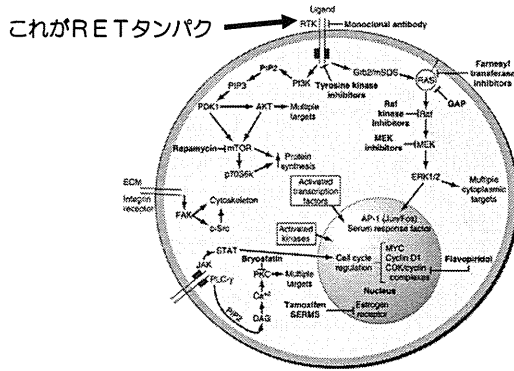 これがRETタンパク
Ligand
RTK
Monoclonal antibody
PIP2
PI3K
Grb2/mSOS
RAS
Farnesyl
transferase
inhibitors
PIP3
Tyrosine kinase
inhibitors
GAP
PDK1
AKT
Multiple
targets
Raf
kinase
inhibitors
Raf
Rapamycin
mTOR
MEK
inhibitors
MEK
Protein
synthesis
p70S6k
ERK1/2
Activated
transcription
factors
Multiple
cytoplasmic
targets
ECM
Integrin
receptor
Cytoskeleton
FAK
c-Src
AP-1 (Jun/Fos)
Serum response factor
Activated
kinases
STAT
JAK
Bryostatin
Cell cycle
regulation
MYC
Cyclin D1
CDK/cyclin
complexes
Flavopiridol
PLC-γ
PKC
Multiple
targets
Nucleus
Ca+2
PIP2
DAG
Tamoxifen
SERMS
Estrogen
receptor